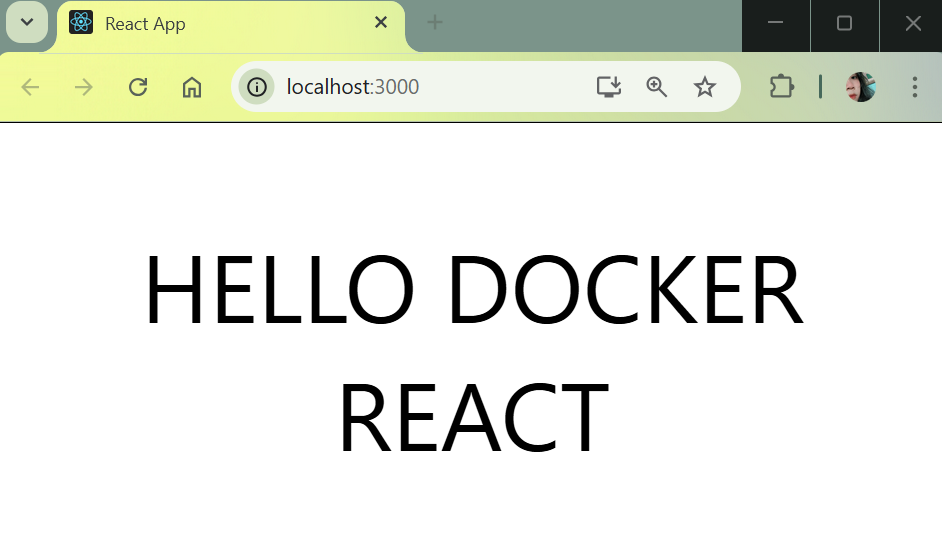 React App
localhost:3000
HELLO DOCKER
REACT